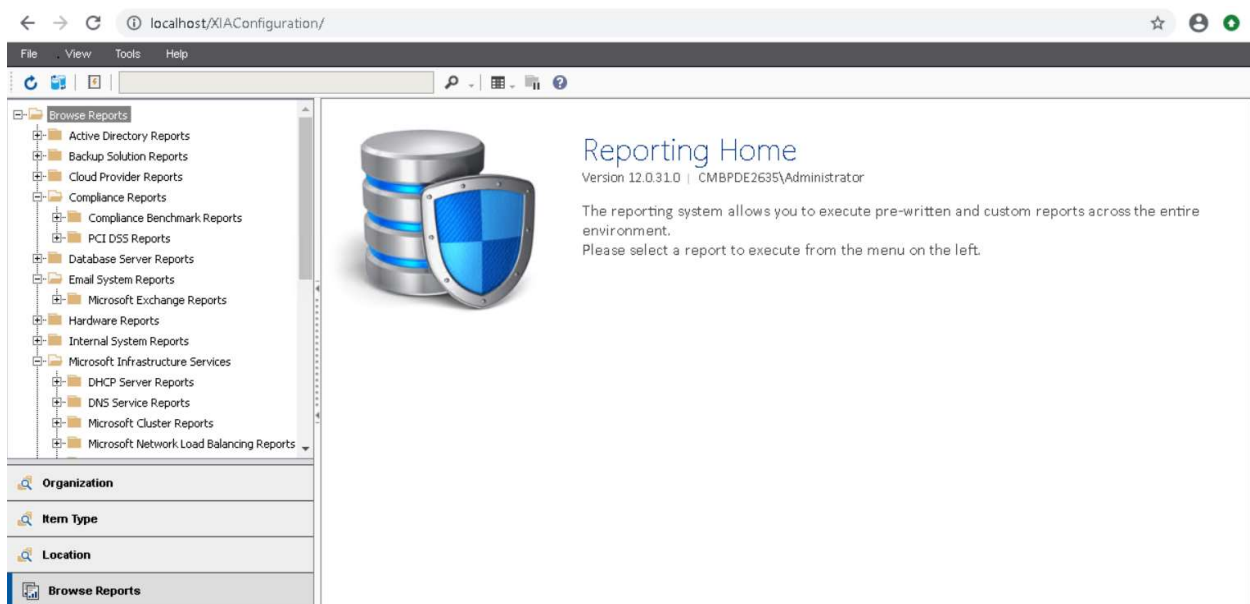 localhost/XIAConfiguration/
File View Tools Help
Browse Reports
Active Directory Reports
Backup Solution Reports
Cloud Provider Reports
Compliance Reports
Compliance Benchmark Reports
PCI DSS Reports
Database Server Reports
Email System Reports
Microsoft Exchange Reports
Hardware Reports
Internal System Reports
Microsoft Infrastructure Services
DHCP Server Reports
DNS Service Reports
Microsoft Cluster Reports
Microsoft Network Load Balancing Reports
Organization
Item Type
Location
Browse Reports
Reporting Home
Version 12.0.31.0 | CMBPDE2635\Administrator
The reporting system allows you to execute pre-written and custom reports across the entire
environment.
Please select a report to execute from the menu on the left.